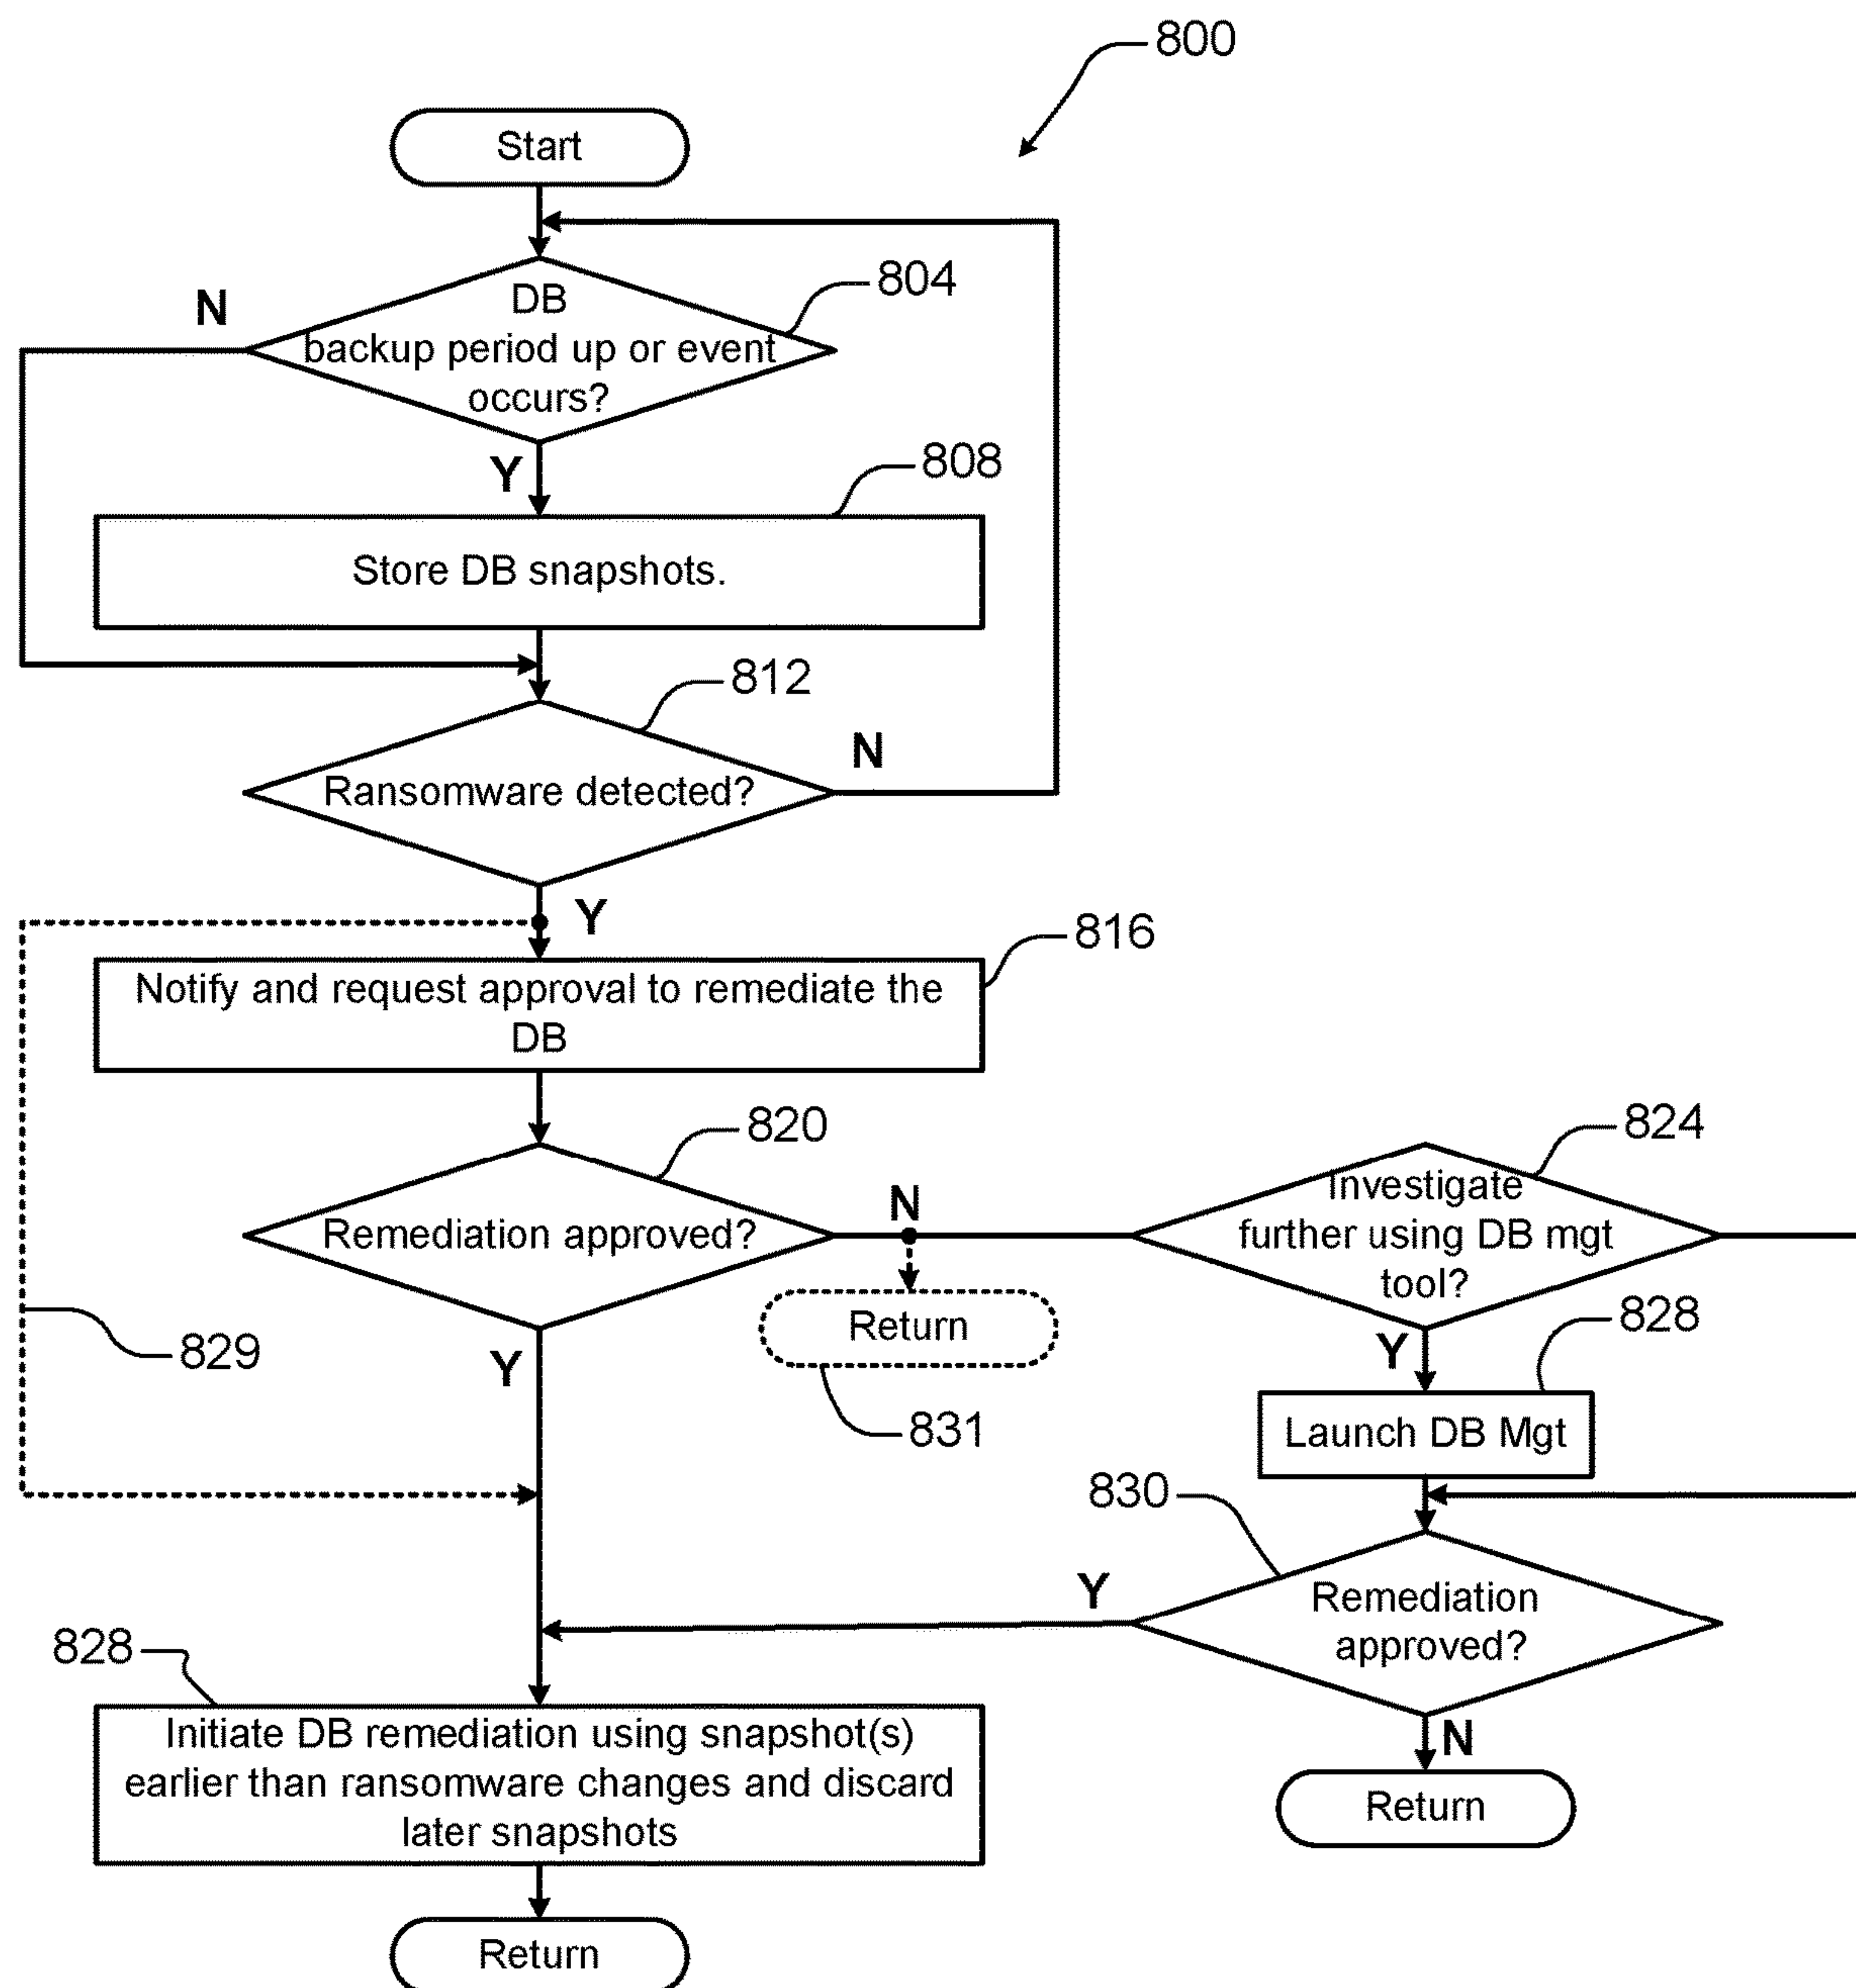 800
Start
804
N
DB
backup period up or event
occurs?
Y
808
Store DB snapshots.
812
N
Ransomware detected?
Y
816
Notify and request approval to remediate the
DB
820
824
N
Remediation approved?
Investigate
further using DB mgt
tool?
Return
828
829
Y
Y
831
Launch DB Mgt
830
Y
Remediation
approved?
828
Initiate DB remediation using snapshot(s)
earlier than ransomware changes and discard
later snapshots
N
Return
Return